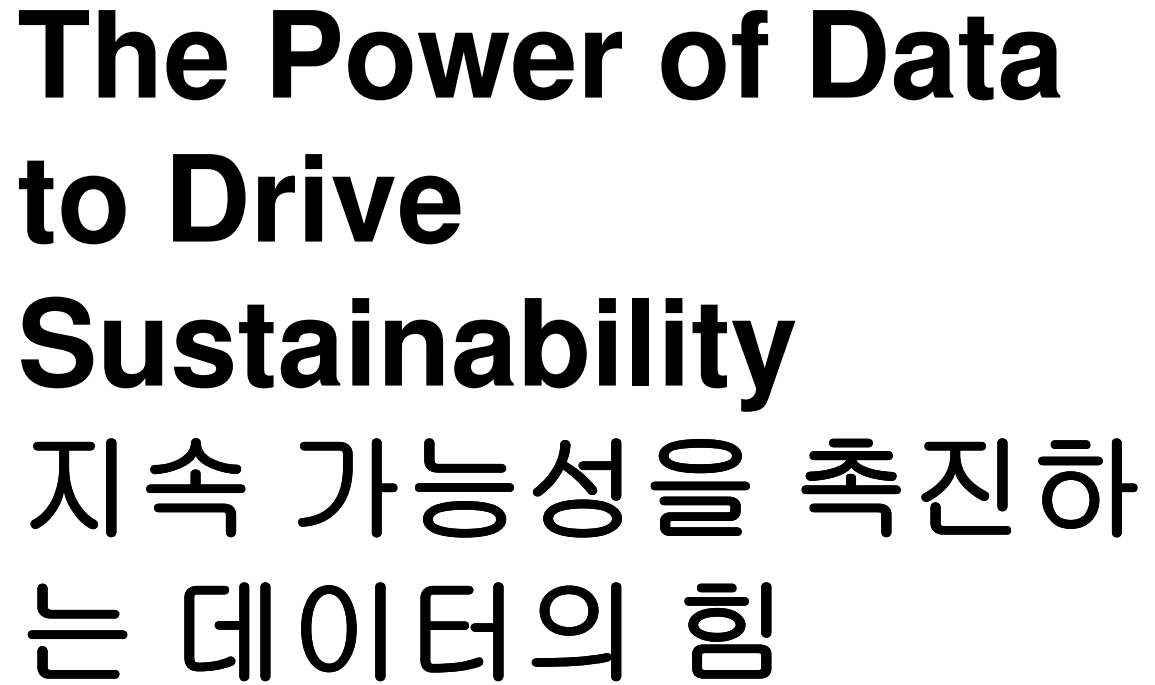 The Power of Data
to Drive
Sustainability
지속 가능성을 촉진하
는 데이터의 힘